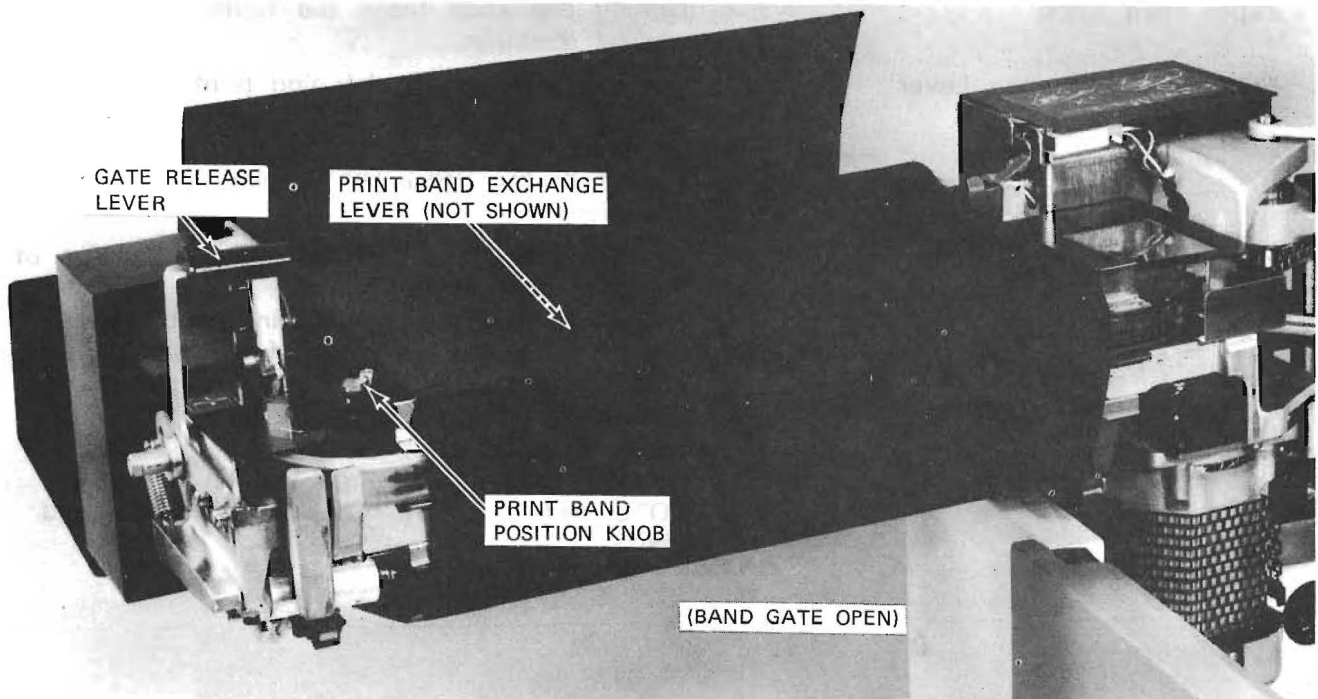 GATE RELEASE
LEVER
PRINT BAND EXCHANGE
LEVER (NOT SHOWN)
PRINT BAND
POSITION KNOB
(BAND GATE OPEN)